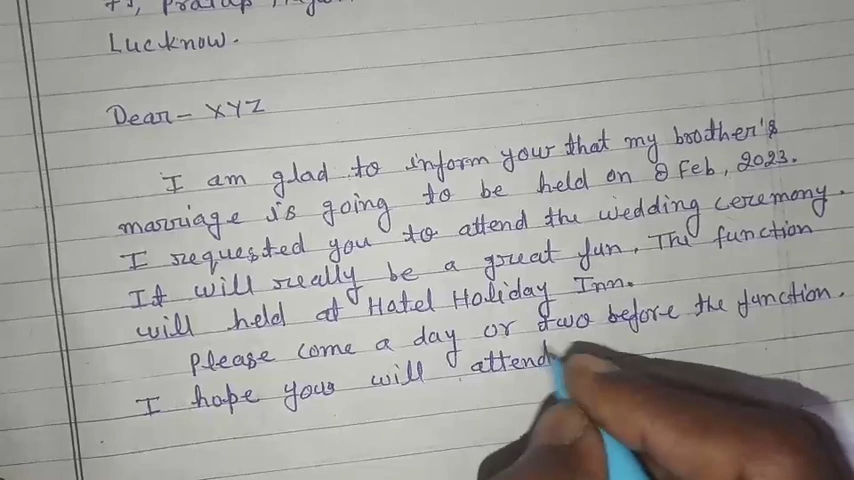 Lucknow.
Dear - XYZ
I am glad to inform your that my brother's
marriage is going to be held on 8 Feb, 2023.
I requested you to attend the wedding ceremony.
It will really be a great fun. The function
will held at Hotel Holiday Inn.
Please come a day or two before the function.
I hope your will attend